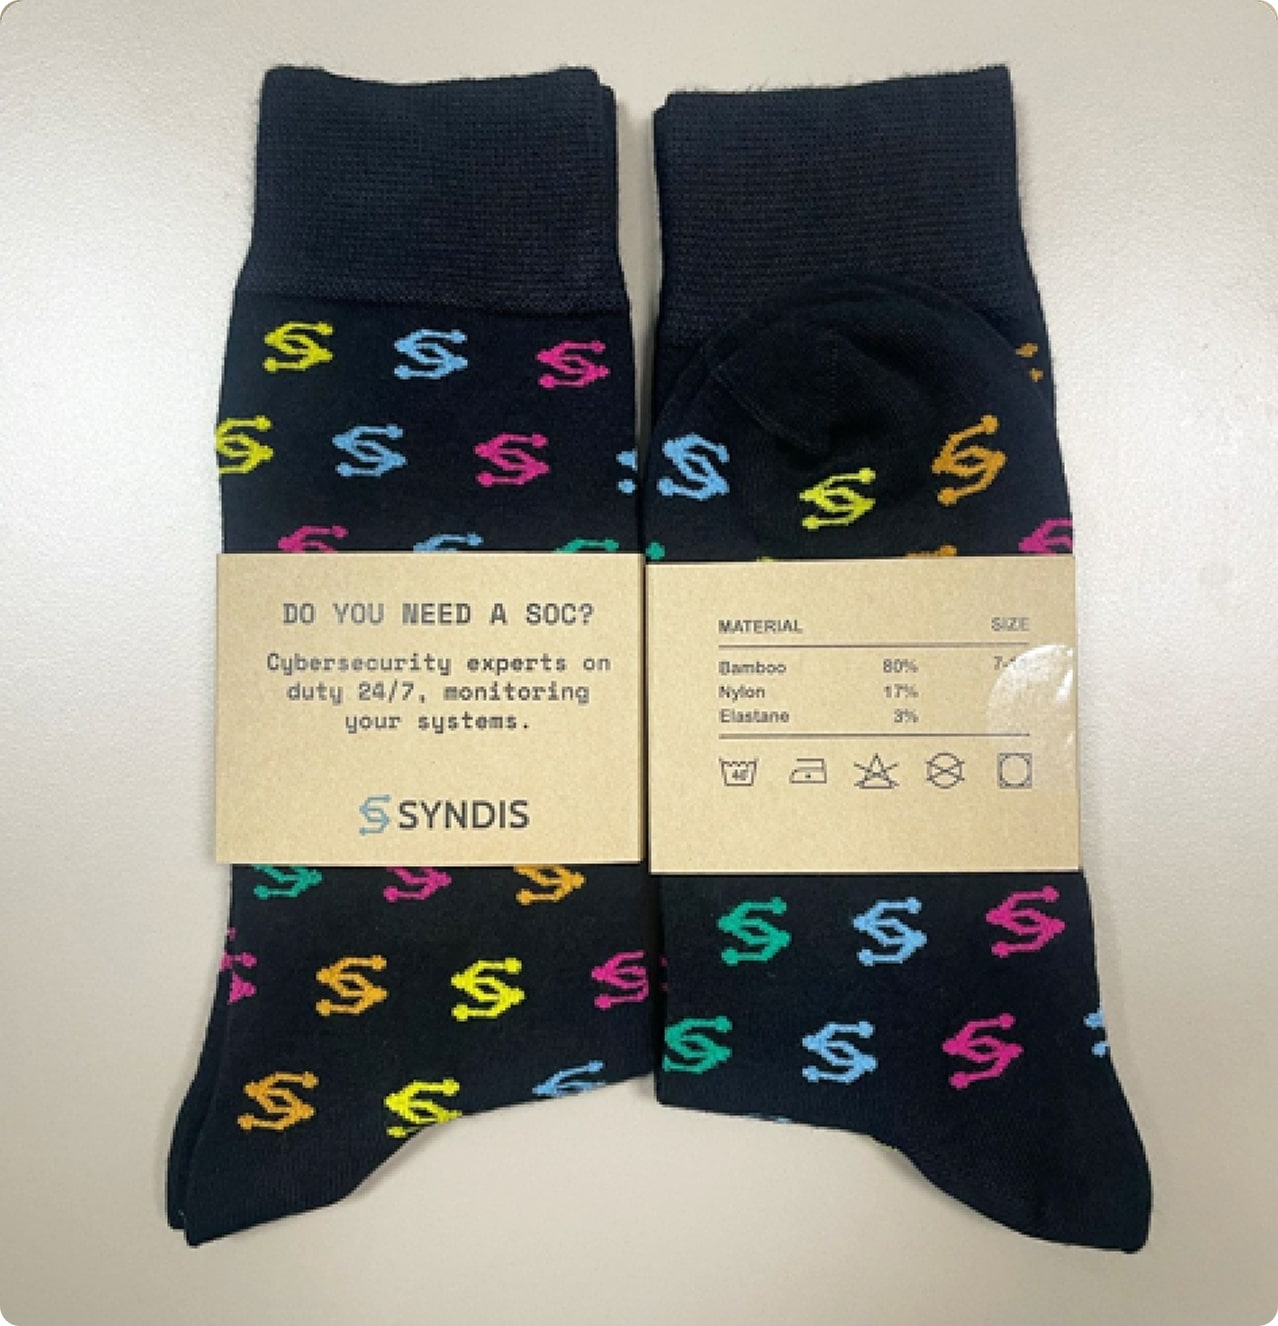 DO YOU NEED A SOC?
Cybersecurity experts on
duty 24/7, monitoring
your systems.
SYNDIS
MATERIAL SIZE
Bamboo 80%
Nylon 17%
Elastane 3%
40